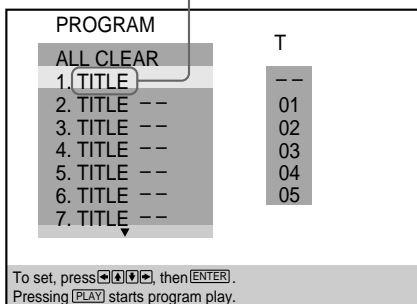 PROGRAM
T
ALL CLEAR
1. TITLE
2. TITLE – –
3. TITLE – –
4. TITLE – –
5. TITLE – –
6. TITLE – –
7. TITLE – –
– –
01
02
03
04
05
To set, press ←↑↓→, then ENTER.
Pressing PLAY starts program play.